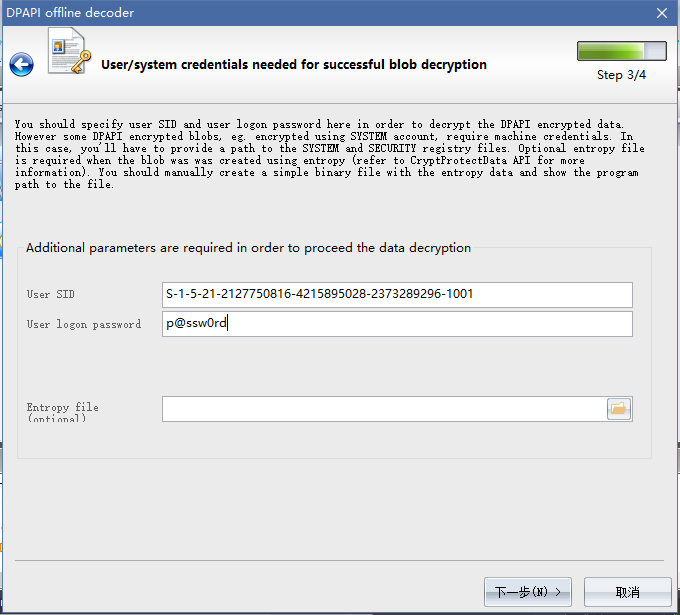 DPAPI offline decoder
User/system credentials needed for successful blob decryption
Step 3/4
You should specify user SID and user logon password here in order to decrypt the DPAPI encrypted data.
However some DPAPI encrypted blobs, eg. encrypted using SYSTEM account, require machine credentials. In
this case, you'll have to provide a path to the SYSTEM and SECURITY registry files. Optional entropy file
is required when the blob was was created using entropy (refer to CryptProtectData API for more
information). You should manually create a simple binary file with the entropy data and show the program
path to the file.
Additional parameters are required in order to proceed the data decryption
User SID
S-1-5-21-2127750816-4215895028-2373289296-1001
User logon password
p@ssw0rd
Entropy file
(optional)
下一步(N) >
取消